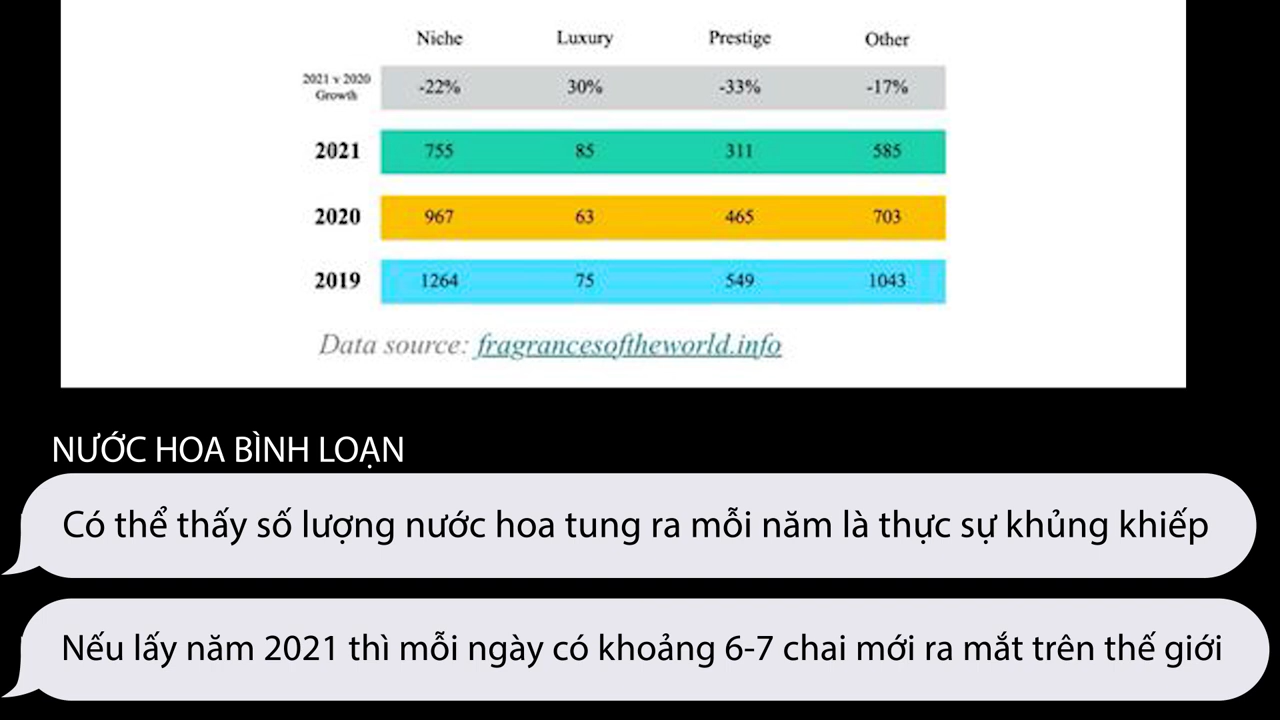 Niche Luxury Prestige Other
2021 v 2020
Growth
-22% 30% -33% -17%
2021 755 85 311 585
2020 967 63 465 703
2019 1264 75 549 1043
Data source: fragrancesoftheworld.info
NƯỚC HOA BÌNH LOẠN
Có thể thấy số lượng nước hoa tung ra mỗi năm là thực sự khủng khiếp
Nếu lấy năm 2021 thì mỗi ngày có khoảng 6-7 chai mới ra mắt trên thế giới